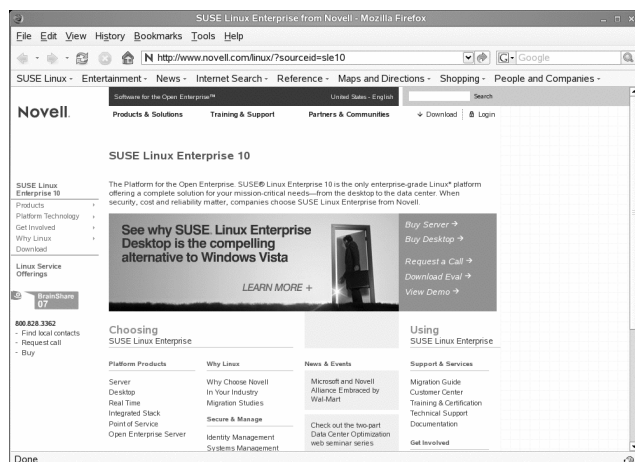 SUSE Linux Enterprise from Novell - Mozilla Firefox
File Edit View History Bookmarks Tools Help
N http://www.novell.com/linux/?sourceid=sle10
G Google
SUSE Linux - Entertainment - News - Internet Search - Reference - Maps and Directions - Shopping - People and Companies -
Software for the Open Enterprise™ United States - English Search
Novell.
Products & Solutions Training & Support Partners & Communities Download Login
SUSE Linux Enterprise 10
SUSE Linux
Enterprise 10
Products
Platform Technology
Get Involved
Why Linux
Download
Linux Service
Offerings
BrainShare
07
800.828.3362
- Find local contacts
- Request call
- Buy
The Platform for the Open Enterprise. SUSE® Linux Enterprise 10 is the only enterprise-grade Linux* platform
offering a complete solution for your mission-critical needs—from the desktop to the data center. When
security, cost and reliability matter, companies choose SUSE Linux Enterprise from Novell.
See why SUSE Linux Enterprise
Desktop is the compelling
alternative to Windows Vista
LEARN MORE +
Buy Server →
Buy Desktop →
Request a Call →
Download Eval →
View Demo →
Choosing
SUSE Linux Enterprise
Using
SUSE Linux Enterprise
Platform Products
Server
Desktop
Real Time
Integrated Stack
Point of Service
Open Enterprise Server
Why Linux
Why Choose Novell
In Your Industry
Migration Studies
Secure & Manage
Identity Management
Systems Management
News & Events
Microsoft and Novell
Alliance Embraced by
Wal-Mart
Check out the two-part
Data Center Optimization
web seminar series
Support & Services
Migration Guide
Customer Center
Training & Certification
Technical Support
Documentation
Get Involved
Done